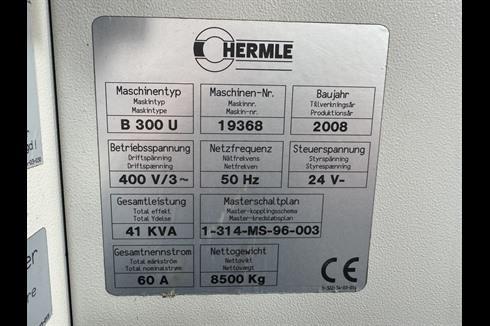 HERMLE
Maschinentyp
Maskintyp
Maskintype
B 300 U
Maschinen-Nr.
Maskinnr.
Maskin-nr.
19368
Baujahr
Tillverkningsår
Produktionsår
2008
Betriebsspannung
Driftspänning
Driftspænning
400 V/3~
Netzfrequenz
Nätfrekvens
Netfrekvens
50 Hz
Steuerspannung
Styrspänning
Styrespænding
24 V-
Gesamtleistung
Total effekt
Total Ydelse
41 KVA
Masterschaltplan
Master-kopplingsschema
Master-kredsløbsplan
1-314-MS-96-003
Gesamtnennstrom
Total märkström
Total nominalstrøm
60 A
Nettogewicht
Nettovikt
Nettovægt
8500 Kg
CE